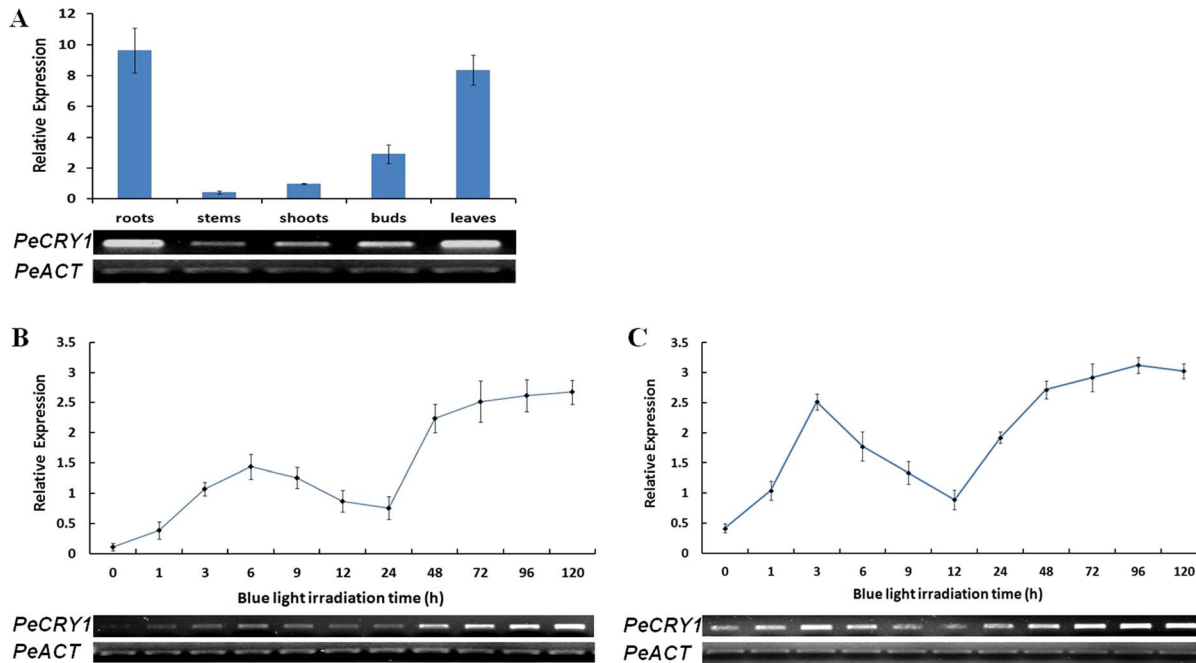 A
Relative Expression
12
10
8
6
4
2
0
roots stems shoots buds leaves
PeCRY1
PeACT
B
Relative Expression
3.5
3
2.5
2
1.5
1
0.5
0
0 1 3 6 9 12 24 48 72 96 120
Blue light irradiation time (h)
PeCRY1
PeACT
C
Relative Expression
3.5
3
2.5
2
1.5
1
0.5
0
0 1 3 6 9 12 24 48 72 96 120
Blue light irradiation time (h)
PeCRY1
PeACT